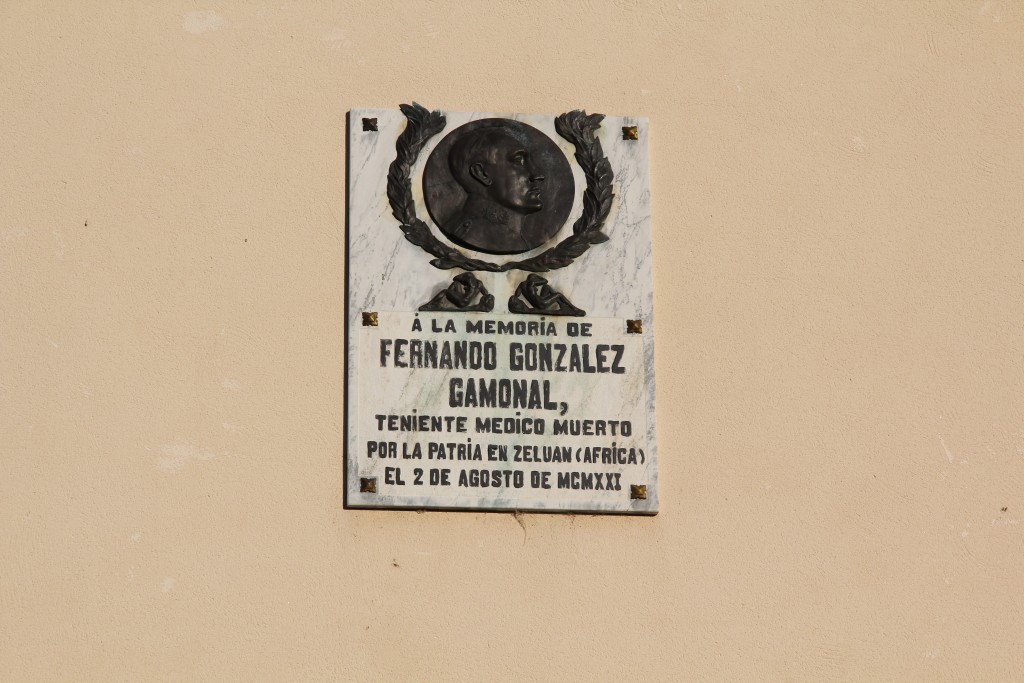 Á LA MEMORIA DE
FERNANDO GONZALEZ
GAMONAL,
TENIENTE MEDICO MUERTO
POR LA PATRIA EN ZELUAN (AFRICA)
EL 2 DE AGOSTO DE MCMXXI